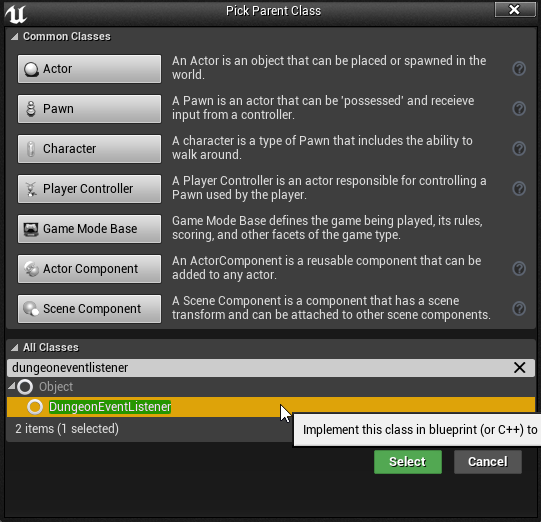 Pick Parent Class
Common Classes
Actor
An Actor is an object that can be placed or spawned in the
world.
Pawn
A Pawn is an actor that can be 'possessed' and receieve
input from a controller.
Character
A character is a type of Pawn that includes the ability to
walk around.
Player Controller
A Player Controller is an actor responsible for controlling a
Pawn used by the player.
Game Mode Base
Game Mode Base defines the game being played, its rules,
scoring, and other facets of the game type.
Actor Component
An ActorComponent is a reusable component that can be
added to any actor.
Scene Component
A Scene Component is a component that has a scene
transform and can be attached to other scene components.
All Classes
dungeoneventlistener
Object
DungeonEventListener
2 items (1 selected)
Implement this class in blueprint (or C++) to
Select
Cancel